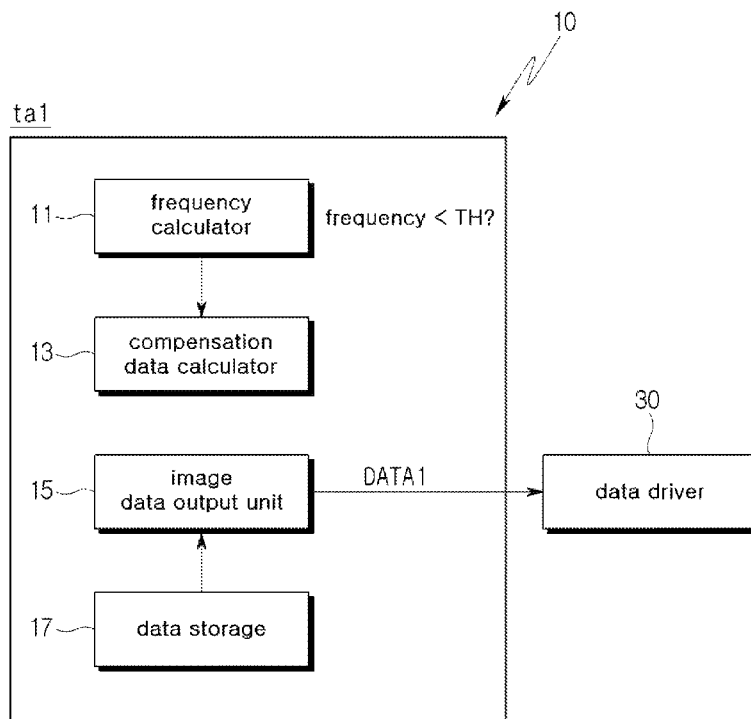 10
ta1
11
frequency
calculator
frequency < TH?
13
compensation
data calculator
30
15
image
data output unit
DATA1
data driver
17
data storage